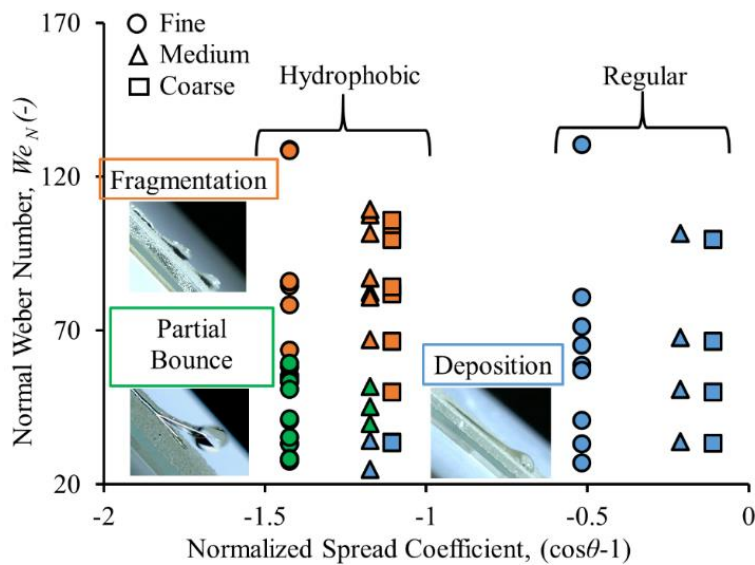 170
120
70
20
Normal Weber Number, We_N (-)
Fine
Medium
Coarse
Hydrophobic
Regular
Fragmentation
Partial
Bounce
Deposition
-2
-1.5
-1
-0.5
0
Normalized Spread Coefficient, (cosθ-1)